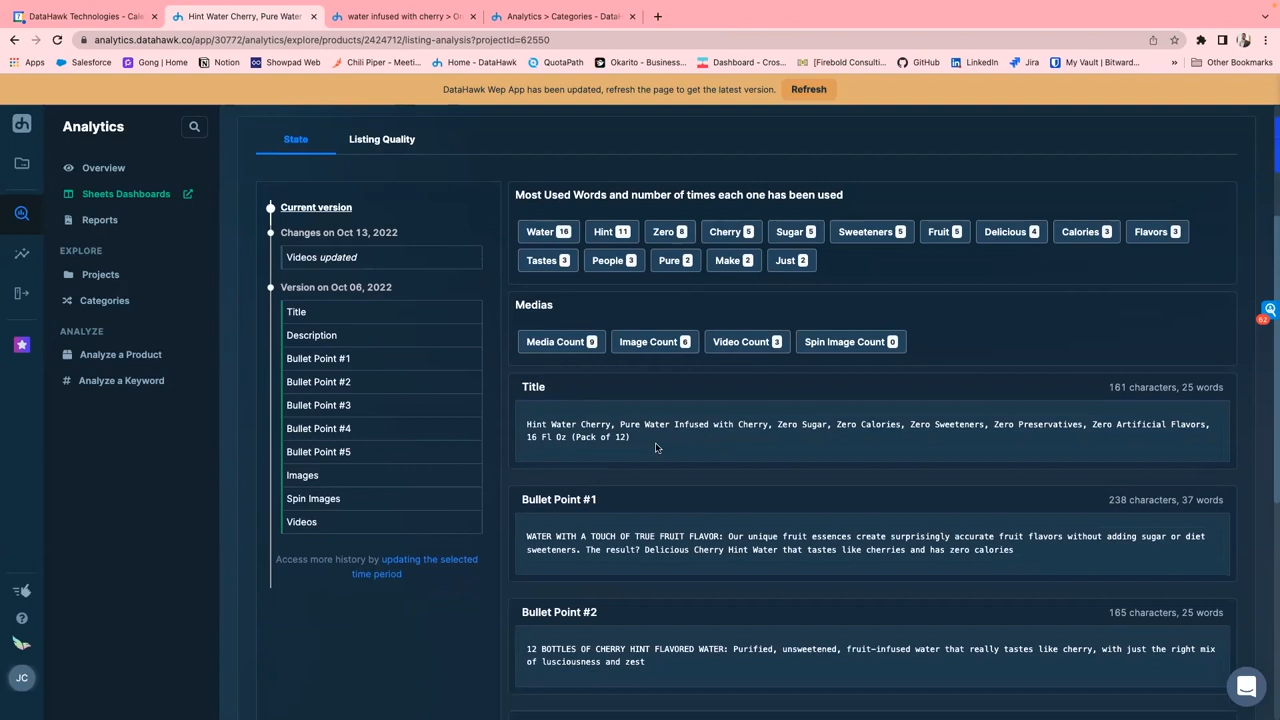 DataHawk Technologies - Cale
Hint Water Cherry, Pure Water
water infused with cherry > O
Analytics > Categories - DataH
analytics.datahawk.co/app/30772/analytics/explore/products/2424712/listing-analysis?projectId=62550
Apps
Salesforce
Gong | Home
Notion
Showpad Web
Chili Piper - Meeti...
Home - DataHawk
QuotaPath
Okarito - Business...
Dashboard - Cros...
[Firebold Consulti...
GitHub
LinkedIn
Jira
My Vault | Bitward...
»
Other Bookmarks
DataHawk Wep App has been updated, refresh the page to get the latest version.
Refresh
Analytics
Overview
Sheets Dashboards
Reports
EXPLORE
Projects
Categories
ANALYZE
Analyze a Product
# Analyze a Keyword
JC
State
Listing Quality
Current version
Changes on Oct 13, 2022
Videos updated
Version on Oct 06, 2022
Title
Description
Bullet Point #1
Bullet Point #2
Bullet Point #3
Bullet Point #4
Bullet Point #5
Images
Spin Images
Videos
Access more history by updating the selected
time period
Most Used Words and number of times each one has been used
Water 16 Hint 11 Zero 8 Cherry 5 Sugar 5 Sweeteners 5 Fruit 5 Delicious 4 Calories 3 Flavors 3
Tastes 3 People 3 Pure 2 Make 2 Just 2
Medias
Media Count 9 Image Count 6 Video Count 3 Spin Image Count 0
Title
161 characters, 25 words
Hint Water Cherry, Pure Water Infused with Cherry, Zero Sugar, Zero Calories, Zero Sweeteners, Zero Preservatives, Zero Artificial Flavors,
16 Fl Oz (Pack of 12)
Bullet Point #1
238 characters, 37 words
WATER WITH A TOUCH OF TRUE FRUIT FLAVOR: Our unique fruit essences create surprisingly accurate fruit flavors without adding sugar or diet
sweeteners. The result? Delicious Cherry Hint Water that tastes like cherries and has zero calories
Bullet Point #2
165 characters, 25 words
12 BOTTLES OF CHERRY HINT FLAVORED WATER: Purified, unsweetened, fruit-infused water that really tastes like cherry, with just the right mix
of lusciousness and zest
62